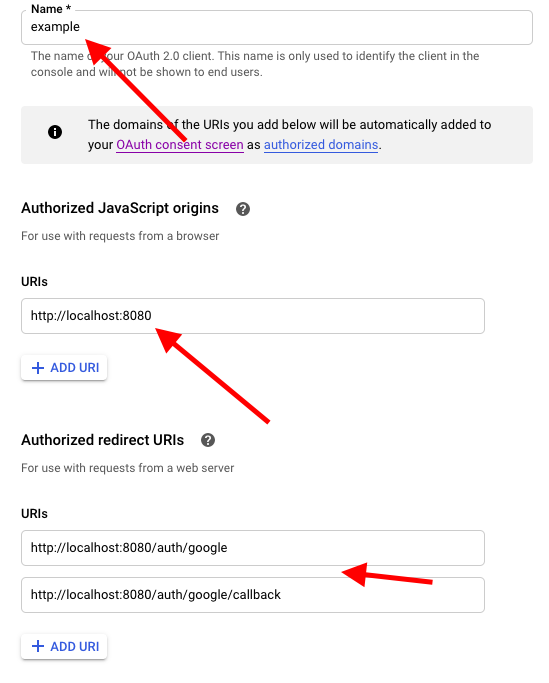 Name *
example
The name of your OAuth 2.0 client. This name is only used to identify the client in the
console and will not be shown to end users.
The domains of the URIs you add below will be automatically added to
your OAuth consent screen as authorized domains.
Authorized JavaScript origins
For use with requests from a browser
URIs
http://localhost:8080
ADD URI
Authorized redirect URIs
For use with requests from a web server
URIs
http://localhost:8080/auth/google
http://localhost:8080/auth/google/callback
ADD URI